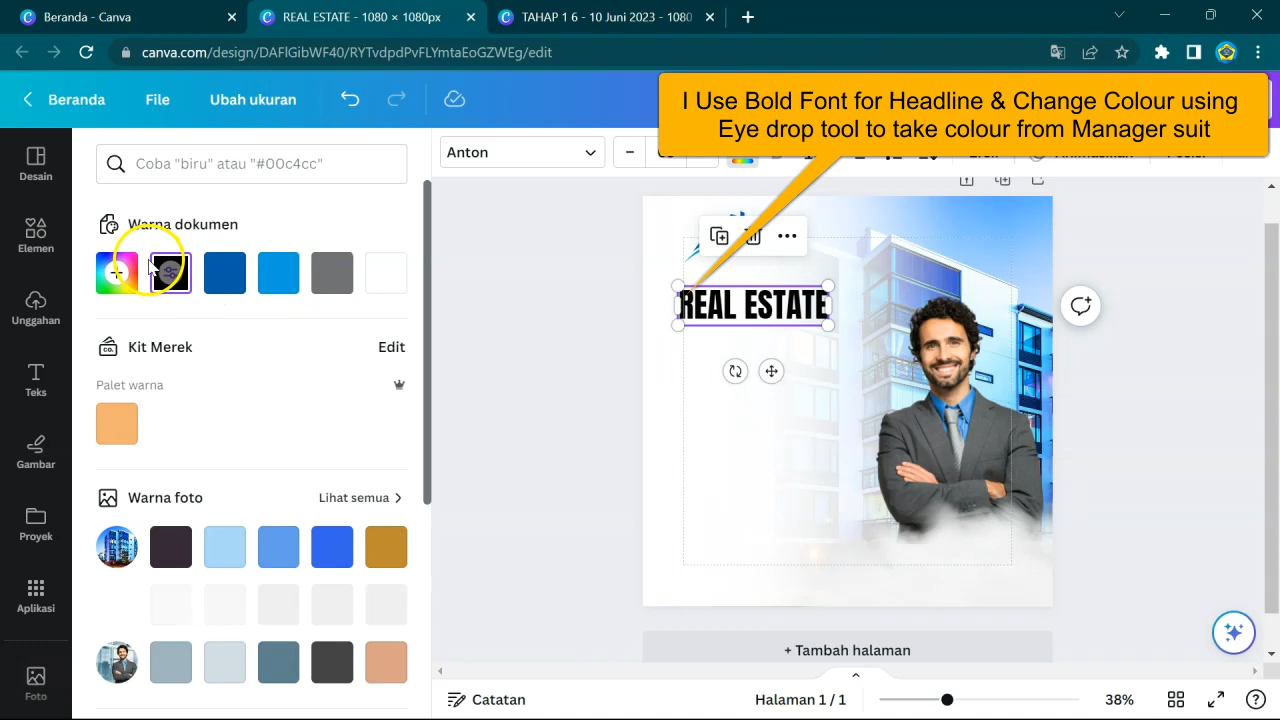 Beranda - Canva
REAL ESTATE - 1080 × 1080px
TAHAP 1 6 - 10 Juni 2023 - 1080
canva.com/design/DAFlGibWF40/RYTvdpdPvFLYmtaEoGZWEg/edit
Beranda
File
Ubah ukuran
I Use Bold Font for Headline & Change Colour using
Eye drop tool to take colour from Manager suit
Desain
Elemen
Unggahan
Teks
Gambar
Proyek
Aplikasi
Foto
Coba "biru" atau "#00c4cc"
Warna dokumen
Kit Merek
Edit
Palet warna
Warna foto
Lihat semua
Anton
REAL ESTATE
+ Tambah halaman
Catatan
Halaman 1 / 1
38%